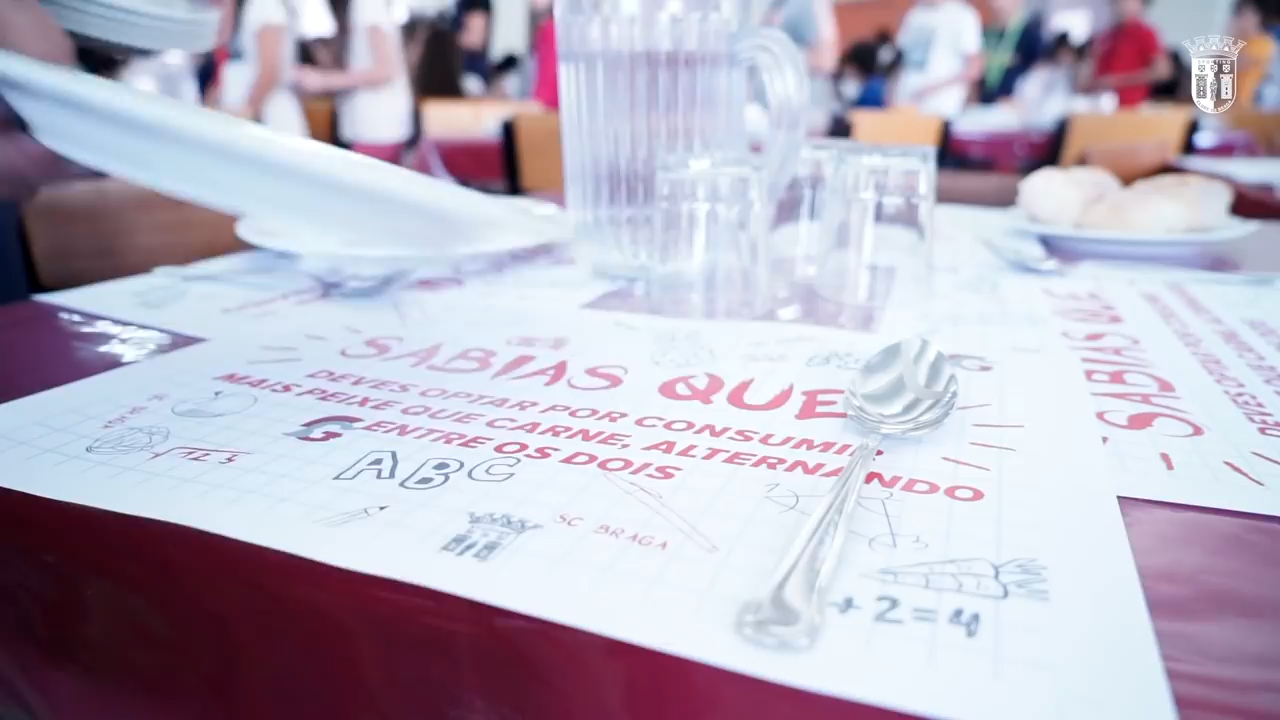 SABIAS QUE
DEVES OPTAR POR CONSUMIR
MAIS PEIXE QUE CARNE, ALTERNANDO
ENTRE OS DOIS
ABC
SC BRAGA
+ 2 = 4
SABIAS QUE